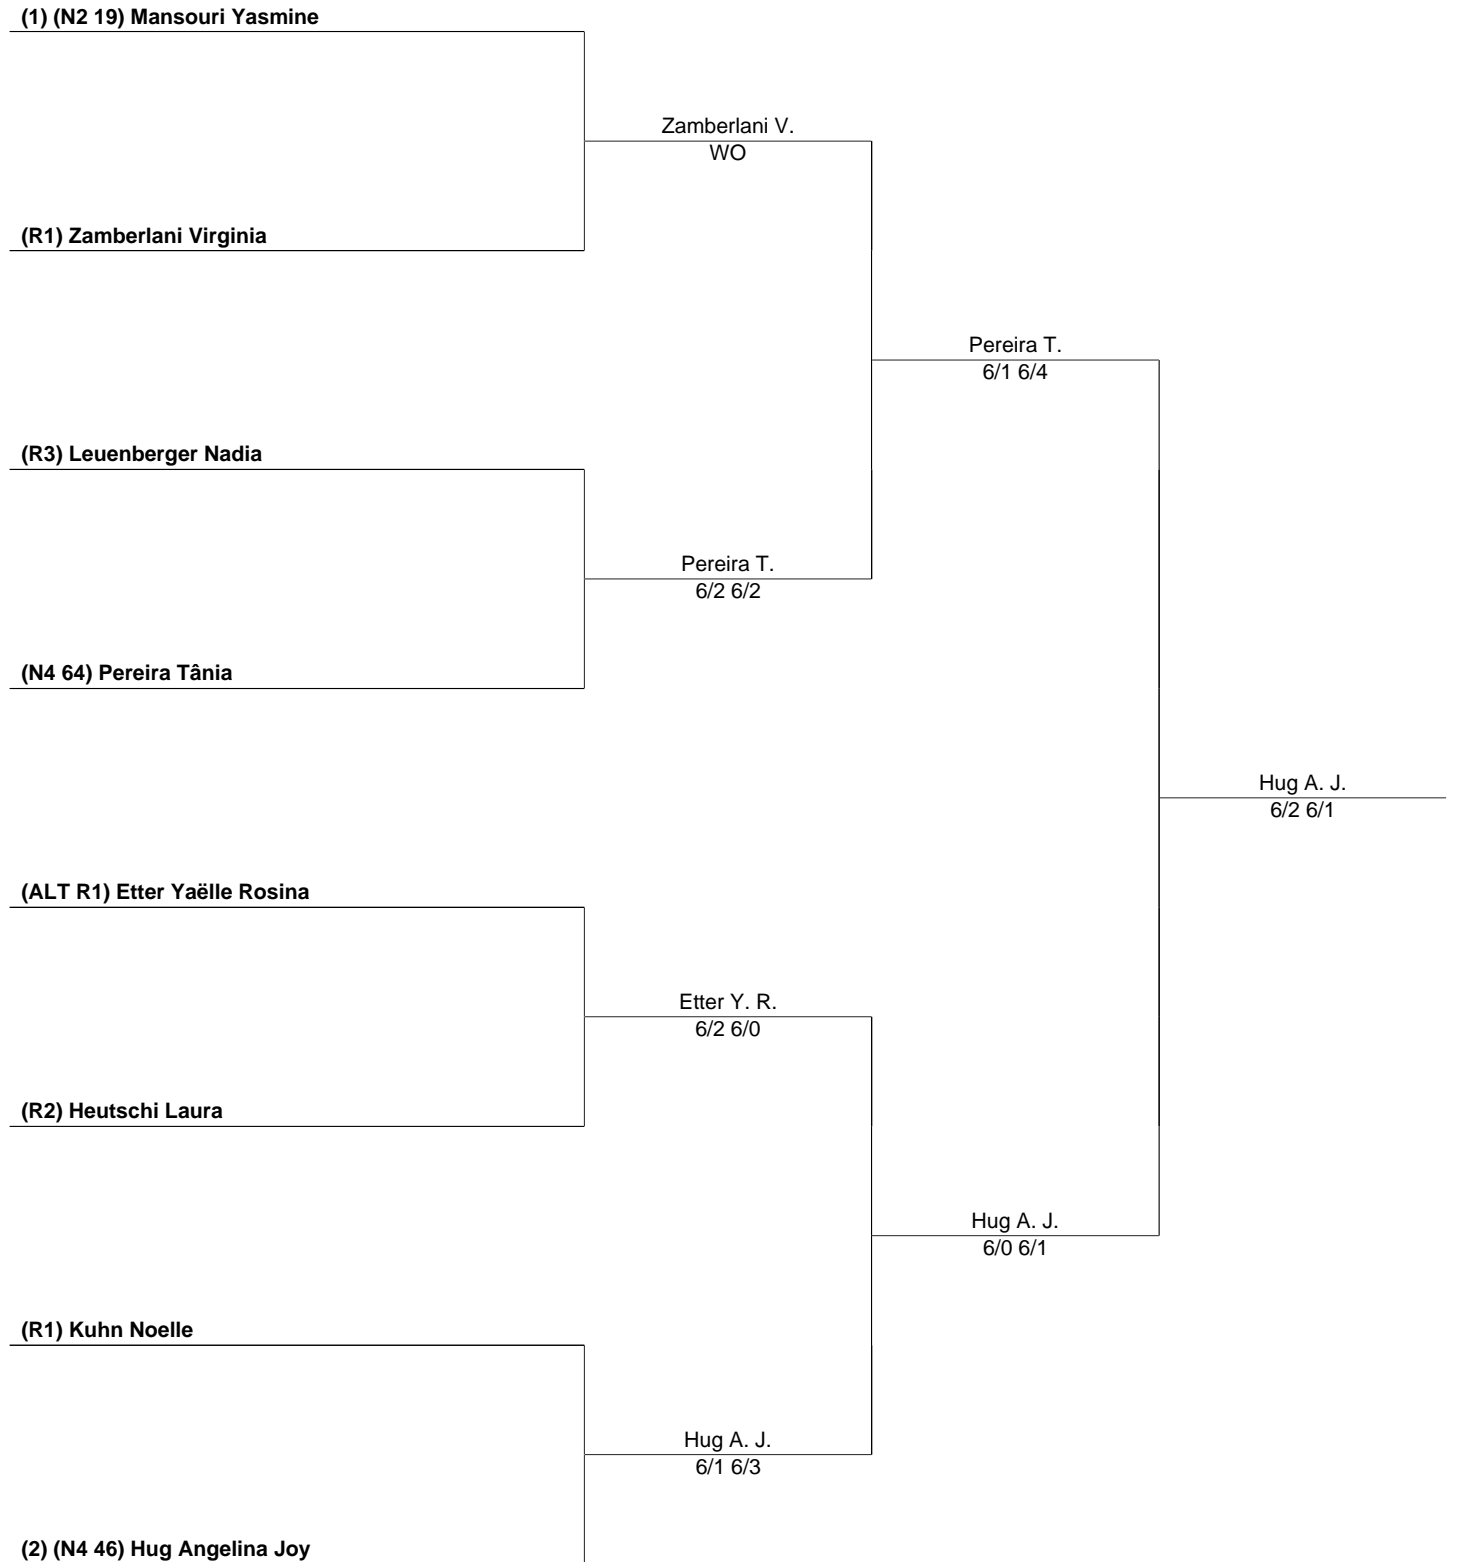 (1) (N2 19) Mansouri Yasmine
Zamberlani V.
WO
(R1) Zamberlani Virginia
Pereira T.
6/1 6/4
(R3) Leuenberger Nadia
Pereira T.
6/2 6/2
(N4 64) Pereira Tânia
Hug A. J.
6/2 6/1
(ALT R1) Etter Yaëlle Rosina
Etter Y. R.
6/2 6/0
(R2) Heutschi Laura
Hug A. J.
6/0 6/1
(R1) Kuhn Noelle
Hug A. J.
6/1 6/3
(2) (N4 46) Hug Angelina Joy